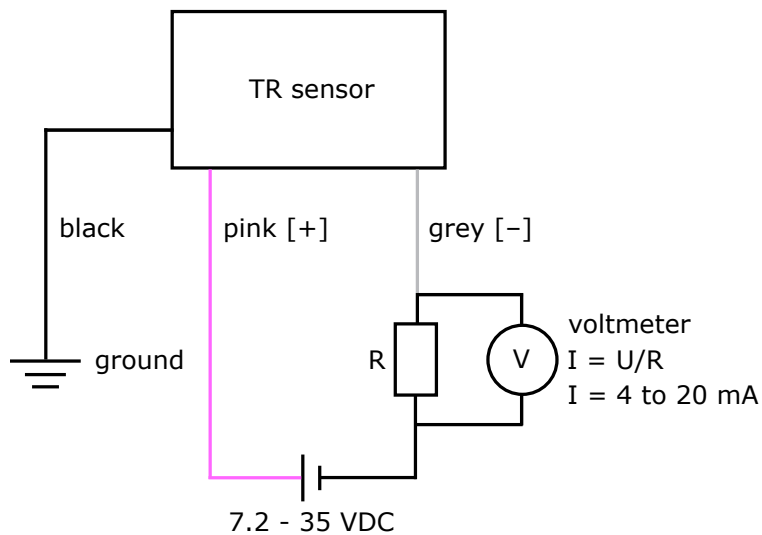 TR sensor
black
pink [+]
grey [–]
ground
R
V
voltmeter
I = U/R
I = 4 to 20 mA
7.2 - 35 VDC